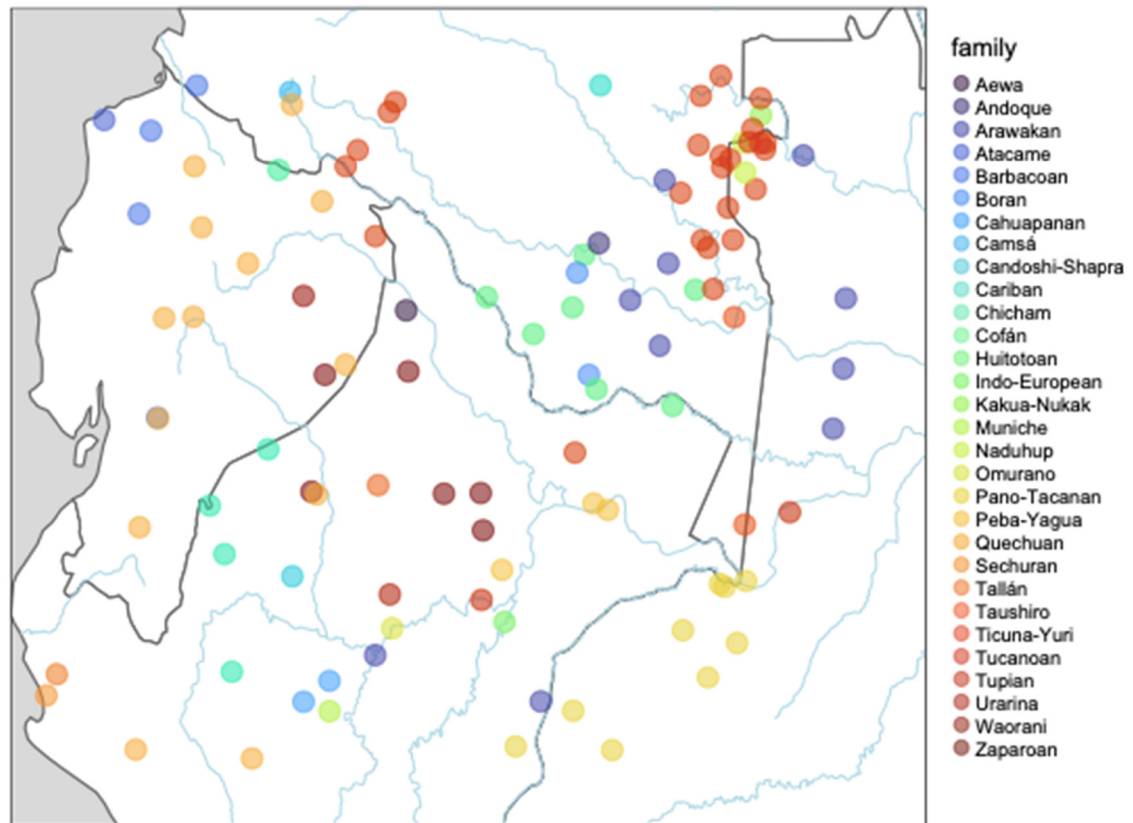 family
Aewa
Andoque
Arawakan
Atacame
Barbacoan
Boran
Cahuapanan
Camsá
Candoshi-Shapra
Cariban
Chicham
Cofán
Huitotoan
Indo-European
Kakua-Nukak
Muniche
Naduhup
Omurano
Pano-Tacanan
Peba-Yagua
Quechuan
Sechuran
Tallán
Taushiro
Ticuna-Yuri
Tucanoan
Tupian
Urarina
Waorani
Zaparoan